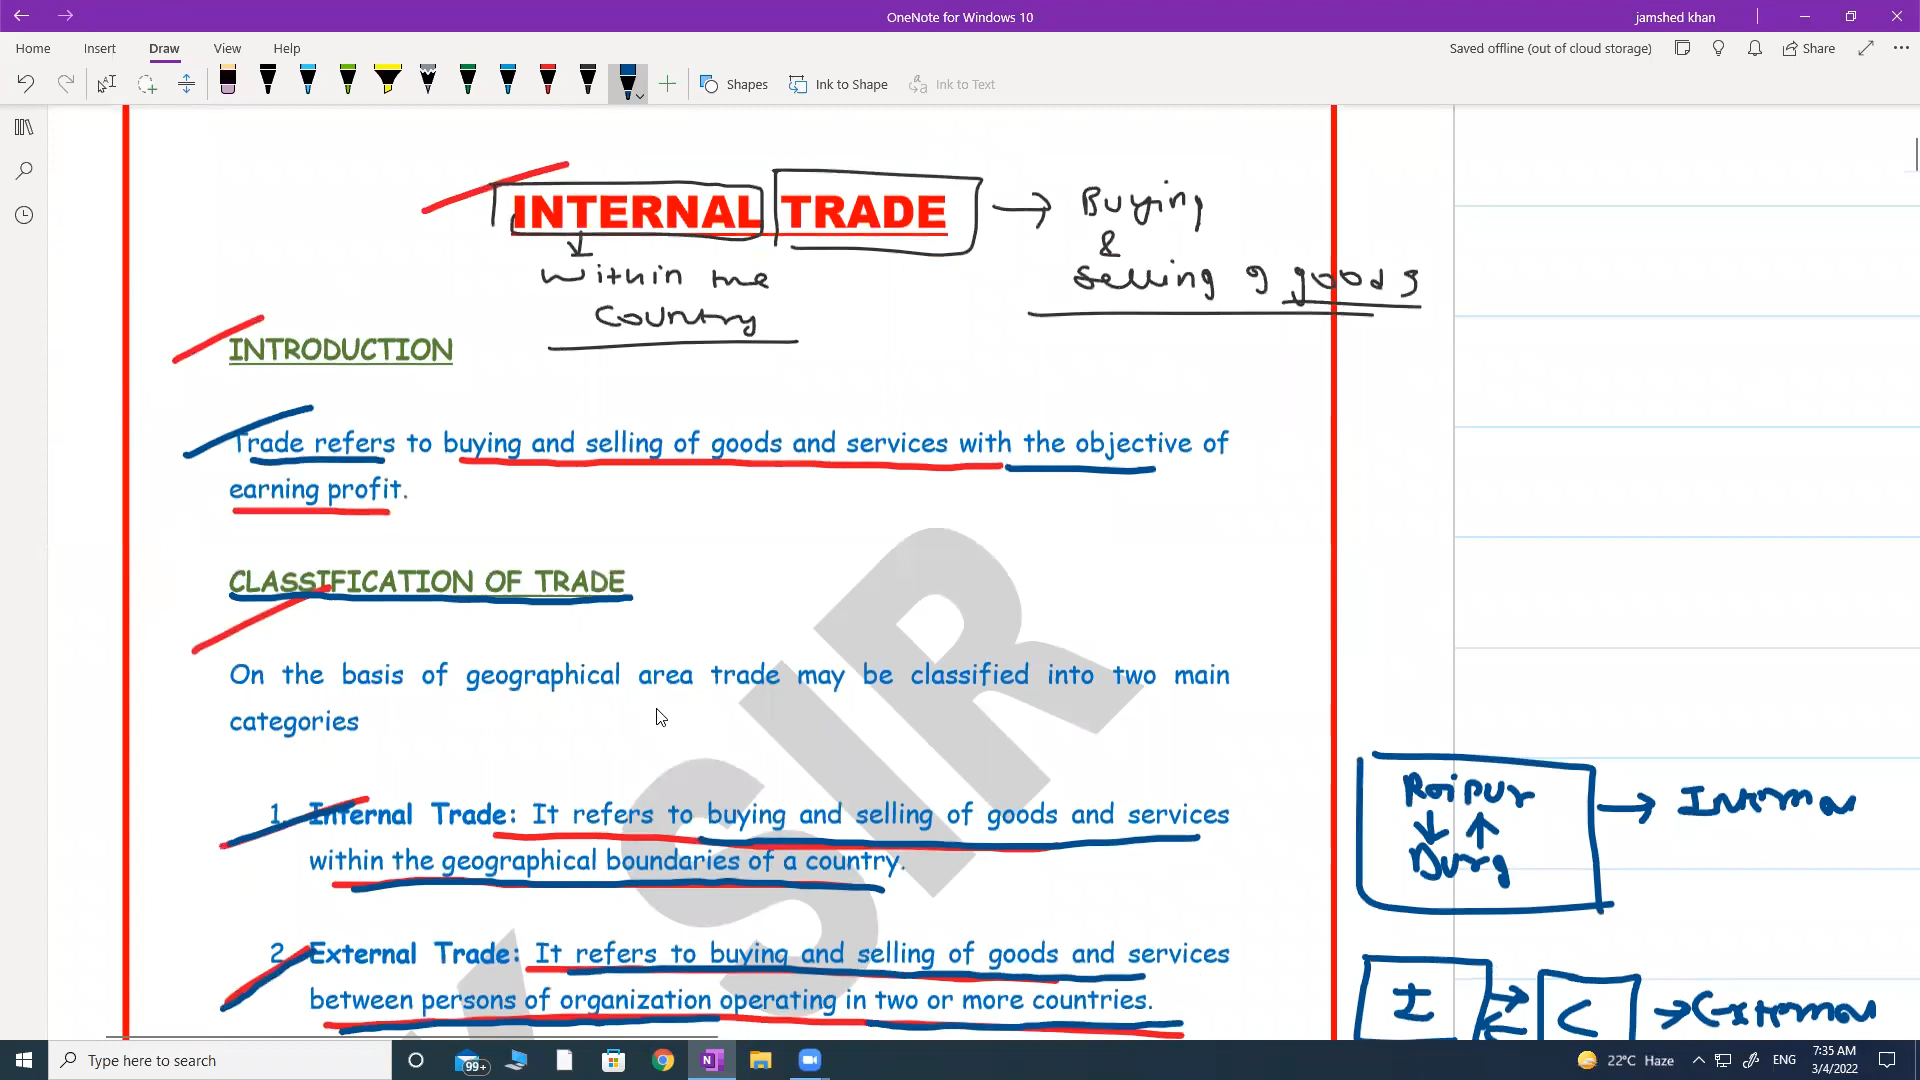 OneNote for Windows 10
jamshed khan
Home Insert Draw View Help
Saved offline (out of cloud storage)
Share
Shapes
Ink to Shape
Ink to Text
INTERNAL TRADE
Buying
&
Selling of goods
Within the
Country
INTRODUCTION
Trade refers to buying and selling of goods and services with the objective of
earning profit.
CLASSIFICATION OF TRADE
On the basis of geographical area trade may be classified into two main
categories
1. Internal Trade: It refers to buying and selling of goods and services
within the geographical boundaries of a country.
2. External Trade: It refers to buying and selling of goods and services
between persons of organization operating in two or more countries.
Raipur
Durg
Internal
I
C
External
SIR
Type here to search
99+
22°C Haze
ENG
7:35 AM
3/4/2022